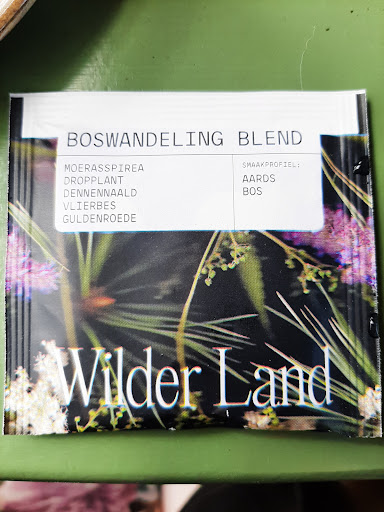 BOSWANDELING BLEND
MOERASSPIREA
DROPPLANT
DENNENNAALD
VLIERBES
GULDENROEDE
SMAAKPROFIEL:
AARDS
BOS
Wilder Land